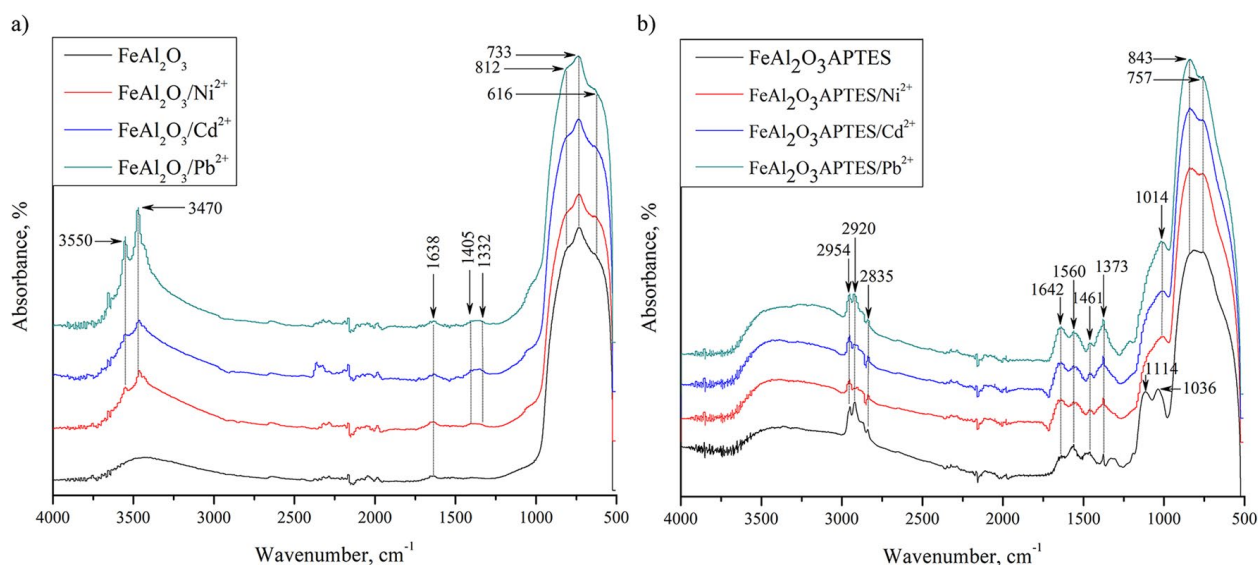 a)
FeAl₂O₃
FeAl₂O₃/Ni²⁺
FeAl₂O₃/Cd²⁺
FeAl₂O₃/Pb²⁺
733
812
616
3470
3550
1638
1405
1332
Absorbance, %
4000 3500 3000 2500 2000 1500 1000 500
Wavenumber, cm⁻¹
b)
FeAl₂O₃APTES
FeAl₂O₃APTES/Ni²⁺
FeAl₂O₃APTES/Cd²⁺
FeAl₂O₃APTES/Pb²⁺
843
757
1014
2920
2954
2835
1560
1373
1642
1461
1114
1036
Absorbance, %
4000 3500 3000 2500 2000 1500 1000 500
Wavenumber, cm⁻¹